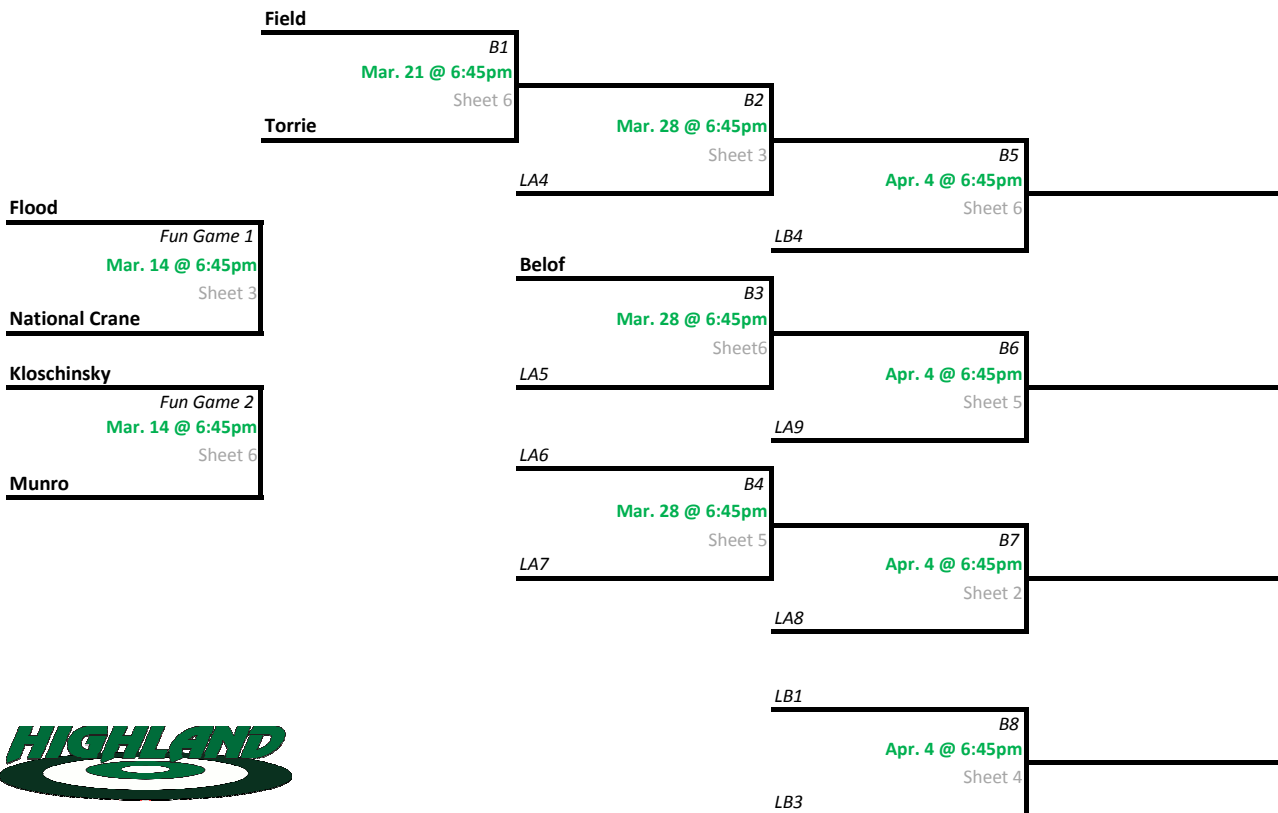 Field
B1
Mar. 21 @ 6:45pm
Sheet 6
Torrie
B2
Mar. 28 @ 6:45pm
Sheet 3
LA4
B5
Apr. 4 @ 6:45pm
Sheet 6
LB4
Flood
Fun Game 1
Mar. 14 @ 6:45pm
Sheet 3
National Crane
Kloschinsky
Fun Game 2
Mar. 14 @ 6:45pm
Sheet 6
Munro
Belof
B3
Mar. 28 @ 6:45pm
Sheet6
LA5
B6
Apr. 4 @ 6:45pm
Sheet 5
LA9
LA6
B4
Mar. 28 @ 6:45pm
Sheet 5
LA7
B7
Apr. 4 @ 6:45pm
Sheet 2
LA8
LB1
B8
Apr. 4 @ 6:45pm
Sheet 4
LB3
HIGHLAND